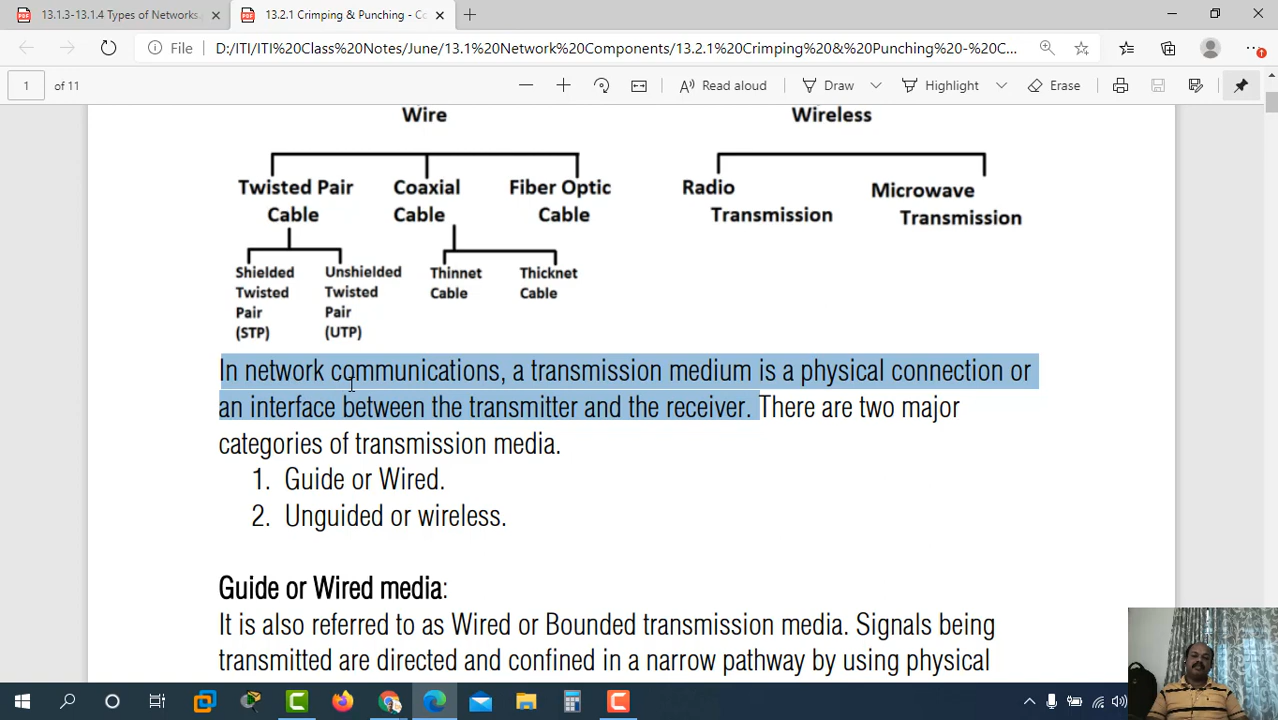 13.1.3-13.1.4 Types of Networks
13.2.1 Crimping & Punching - Co
File
D:/ITI/ITI%20Class%20Notes/June/13.1%20Network%20Components/13.2.1%20Crimping%20&%20Punching%20-%20C...
1 of 11
Read aloud
Draw
Highlight
Erase
Wire
Wireless
Twisted Pair Cable
Coaxial Cable
Fiber Optic Cable
Radio Transmission
Microwave Transmission
Shielded Twisted Pair (STP)
Unshielded Twisted Pair (UTP)
Thinnet Cable
Thicknet Cable
In network communications, a transmission medium is a physical connection or
an interface between the transmitter and the receiver. There are two major
categories of transmission media.
1. Guide or Wired.
2. Unguided or wireless.
Guide or Wired media:
It is also referred to as Wired or Bounded transmission media. Signals being
transmitted are directed and confined in a narrow pathway by using physical